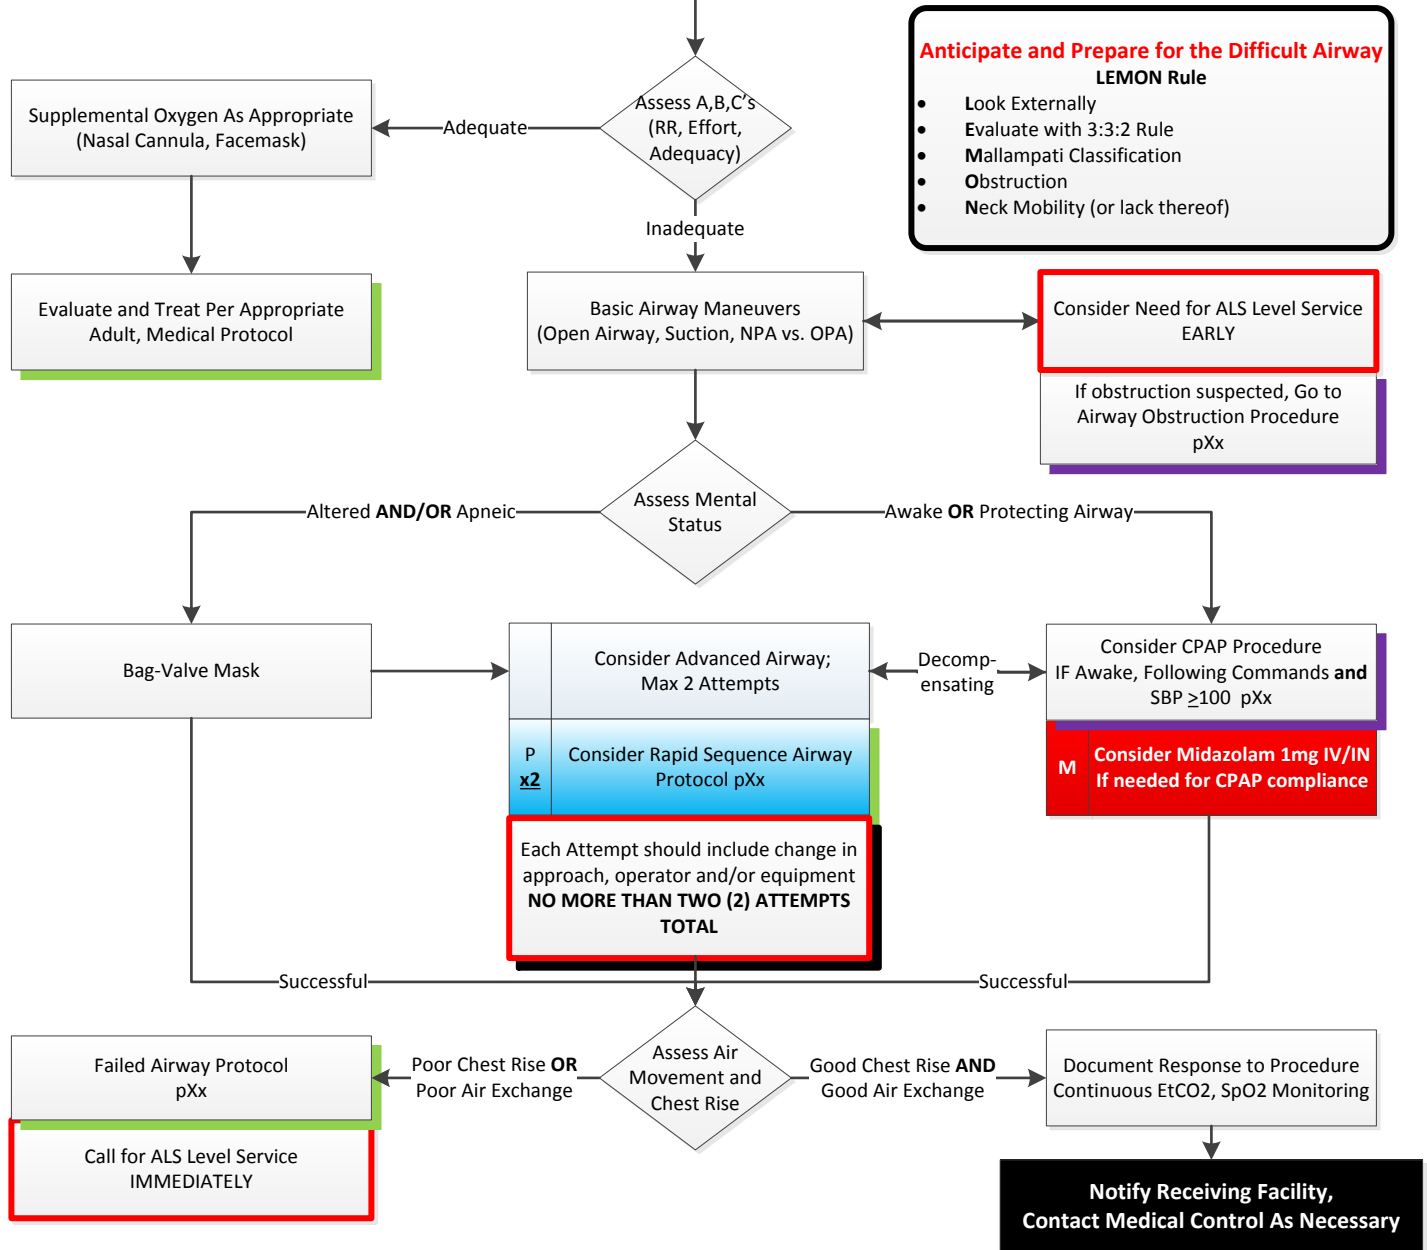 Anticipate and Prepare for the Difficult Airway
LEMON Rule
• Look Externally
• Evaluate with 3:3:2 Rule
• Mallampati Classification
• Obstruction
• Neck Mobility (or lack thereof)
Assess A,B,C's
(RR, Effort,
Adequacy)
Adequate
Supplemental Oxygen As Appropriate
(Nasal Cannula, Facemask)
Evaluate and Treat Per Appropriate
Adult, Medical Protocol
Inadequate
Basic Airway Maneuvers
(Open Airway, Suction, NPA vs. OPA)
Consider Need for ALS Level Service
EARLY
If obstruction suspected, Go to
Airway Obstruction Procedure
pXx
Assess Mental
Status
Altered AND/OR Apneic
Awake OR Protecting Airway
Bag-Valve Mask
Consider Advanced Airway;
Max 2 Attempts
P
x2
Consider Rapid Sequence Airway
Protocol pXx
Each Attempt should include change in
approach, operator and/or equipment
NO MORE THAN TWO (2) ATTEMPTS
TOTAL
Decomp-
ensating
Consider CPAP Procedure
IF Awake, Following Commands and
SBP ≥100 pXx
M
Consider Midazolam 1mg IV/IN
If needed for CPAP compliance
Successful
Successful
Assess Air
Movement and
Chest Rise
Poor Chest Rise OR
Poor Air Exchange
Failed Airway Protocol
pXx
Call for ALS Level Service
IMMEDIATELY
Good Chest Rise AND
Good Air Exchange
Document Response to Procedure
Continuous EtCO2, SpO2 Monitoring
Notify Receiving Facility,
Contact Medical Control As Necessary